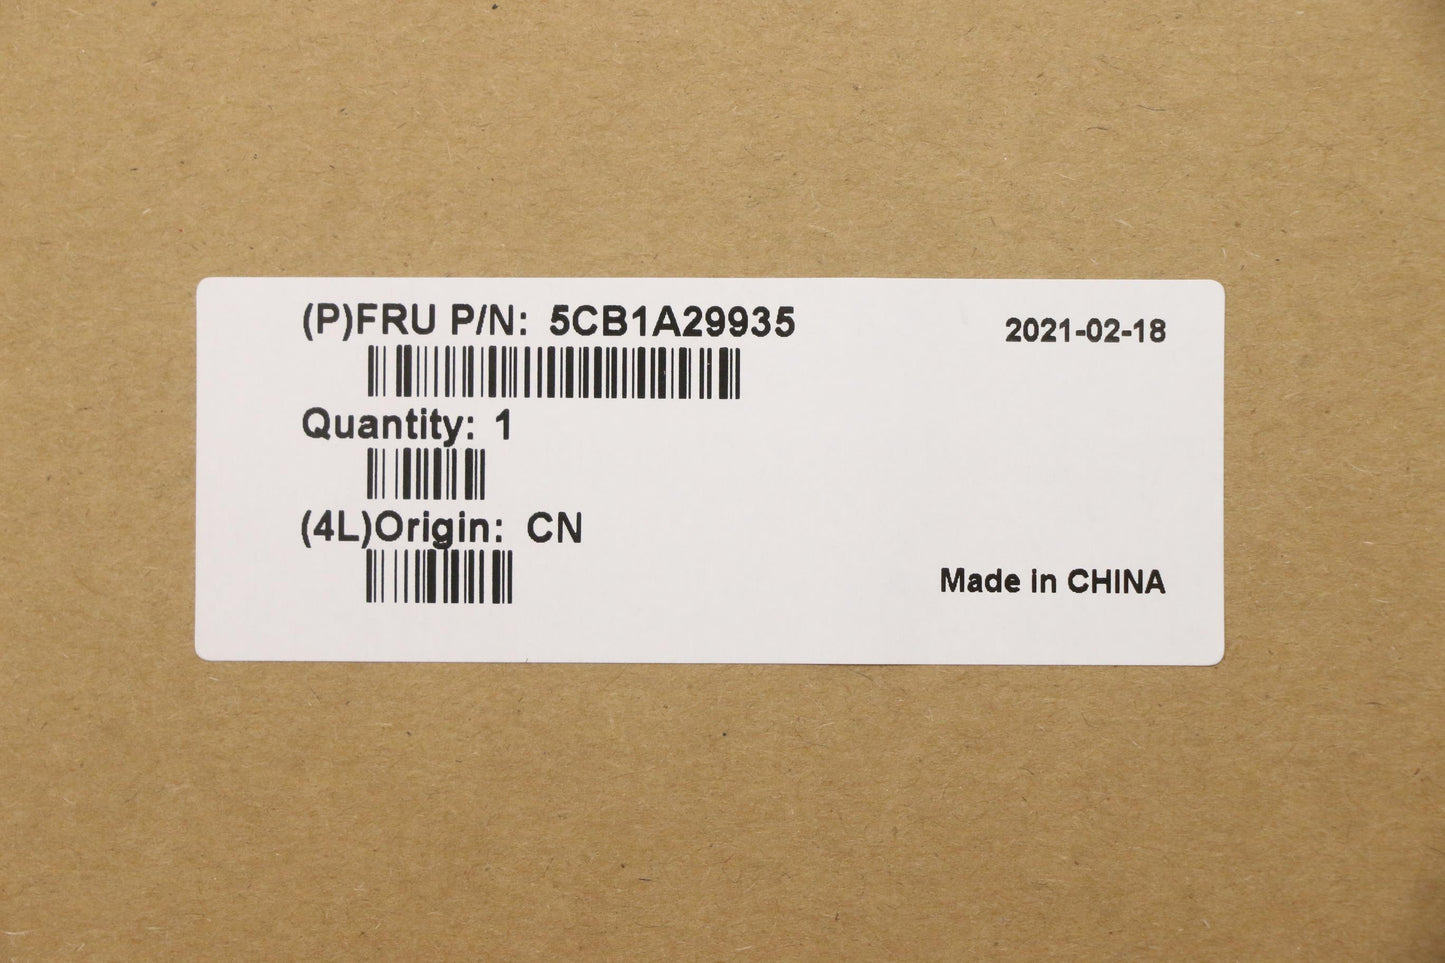 (P)FRU P/N: 5CB1A29935
2021-02-18
Quantity: 1
(4L)Origin: CN
Made in CHINA